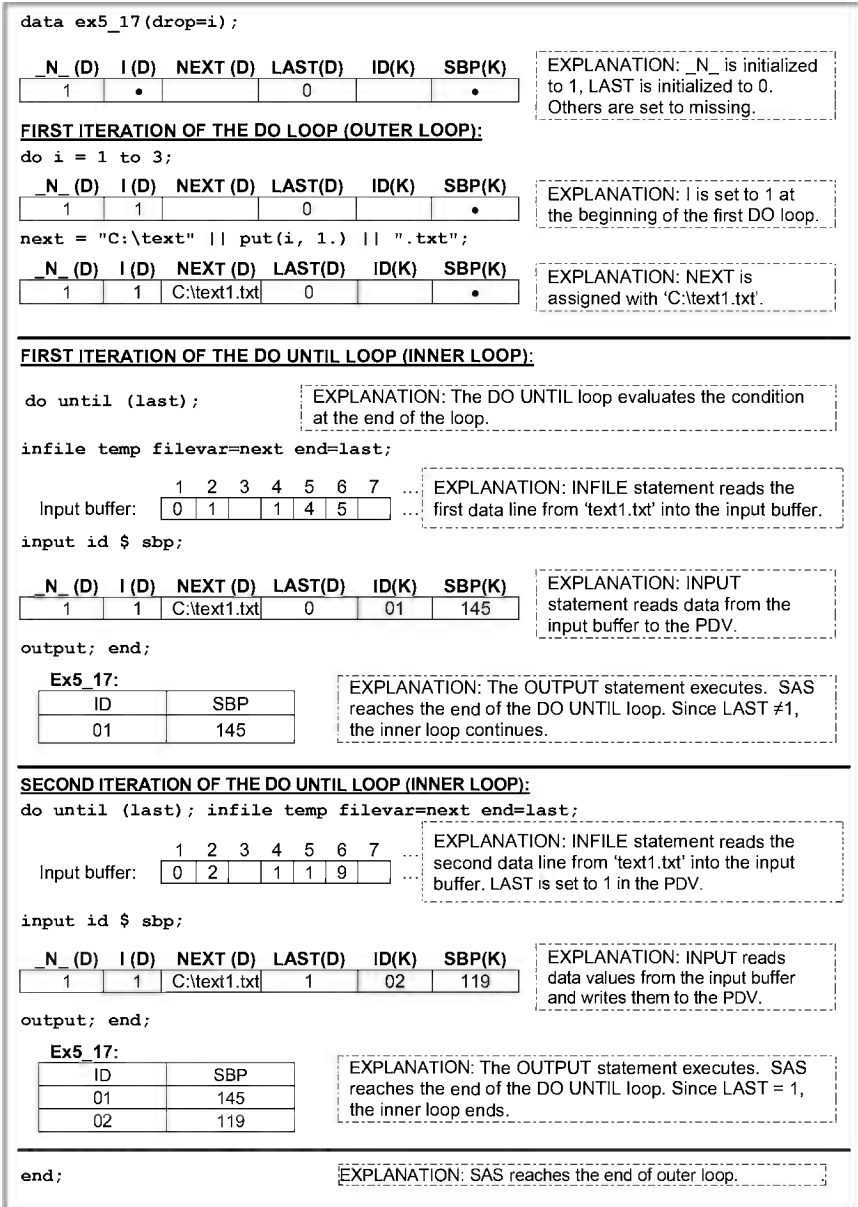 data ex5_17(drop=i);
_N_ (D) I (D) NEXT (D) LAST(D) ID(K) SBP(K)
1 • 0 •
EXPLANATION: _N_ is initialized
to 1, LAST is initialized to 0.
Others are set to missing.
FIRST ITERATION OF THE DO LOOP (OUTER LOOP):
do i = 1 to 3;
_N_ (D) I (D) NEXT (D) LAST(D) ID(K) SBP(K)
1 1 0 •
EXPLANATION: I is set to 1 at
the beginning of the first DO loop.
next = "C:\text" || put(i, 1.) || ".txt";
_N_ (D) I (D) NEXT (D) LAST(D) ID(K) SBP(K)
1 1 C:\text1.txt 0 •
EXPLANATION: NEXT is
assigned with ‘C:\text1.txt’.
FIRST ITERATION OF THE DO UNTIL LOOP (INNER LOOP):
do until (last);
EXPLANATION: The DO UNTIL loop evaluates the condition
at the end of the loop.
infile temp filevar=next end=last;
1 2 3 4 5 6 7 ...
Input buffer: 0 1 1 4 5 ...
EXPLANATION: INFILE statement reads the
first data line from ‘text1.txt’ into the input buffer.
input id $ sbp;
_N_ (D) I (D) NEXT (D) LAST(D) ID(K) SBP(K)
1 1 C:\text1.txt 0 01 145
EXPLANATION: INPUT
statement reads data from the
input buffer to the PDV.
output; end;
Ex5_17:
ID SBP
01 145
EXPLANATION: The OUTPUT statement executes. SAS
reaches the end of the DO UNTIL loop. Since LAST ≠1,
the inner loop continues.
SECOND ITERATION OF THE DO UNTIL LOOP (INNER LOOP):
do until (last); infile temp filevar=next end=last;
1 2 3 4 5 6 7 ...
Input buffer: 0 2 1 1 9 ...
EXPLANATION: INFILE statement reads the
second data line from ‘text1.txt’ into the input
buffer. LAST is set to 1 in the PDV.
input id $ sbp;
_N_ (D) I (D) NEXT (D) LAST(D) ID(K) SBP(K)
1 1 C:\text1.txt 1 02 119
EXPLANATION: INPUT reads
data values from the input buffer
and writes them to the PDV.
output; end;
Ex5_17:
ID SBP
01 145
02 119
EXPLANATION: The OUTPUT statement executes. SAS
reaches the end of the DO UNTIL loop. Since LAST = 1,
the inner loop ends.
end;
EXPLANATION: SAS reaches the end of outer loop.